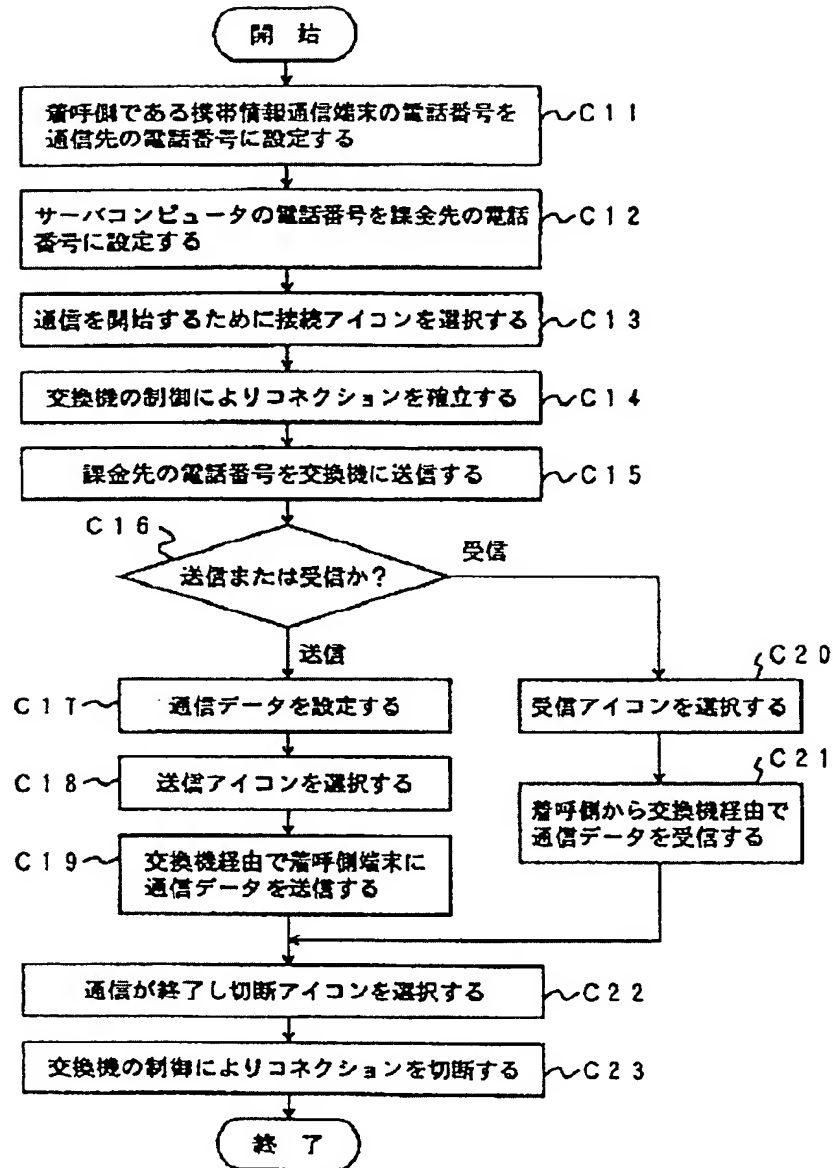 開 始
着呼側である携帯情報通信端末の電話番号を
通信先の電話番号に設定する
C11
サーバコンピュータの電話番号を課金先の電話
番号に設定する
C12
通信を開始するために接続アイコンを選択する
C13
交換機の制御によりコネクションを確立する
C14
課金先の電話番号を交換機に送信する
C15
C16
送信または受信か?
受信
送信
C17
通信データを設定する
C18
送信アイコンを選択する
C19
交換機経由で着呼側端末に
通信データを送信する
C20
受信アイコンを選択する
C21
着呼側から交換機経由で
通信データを受信する
通信が終了し切断アイコンを選択する
C22
交換機の制御によりコネクションを切断する
C23
終 了